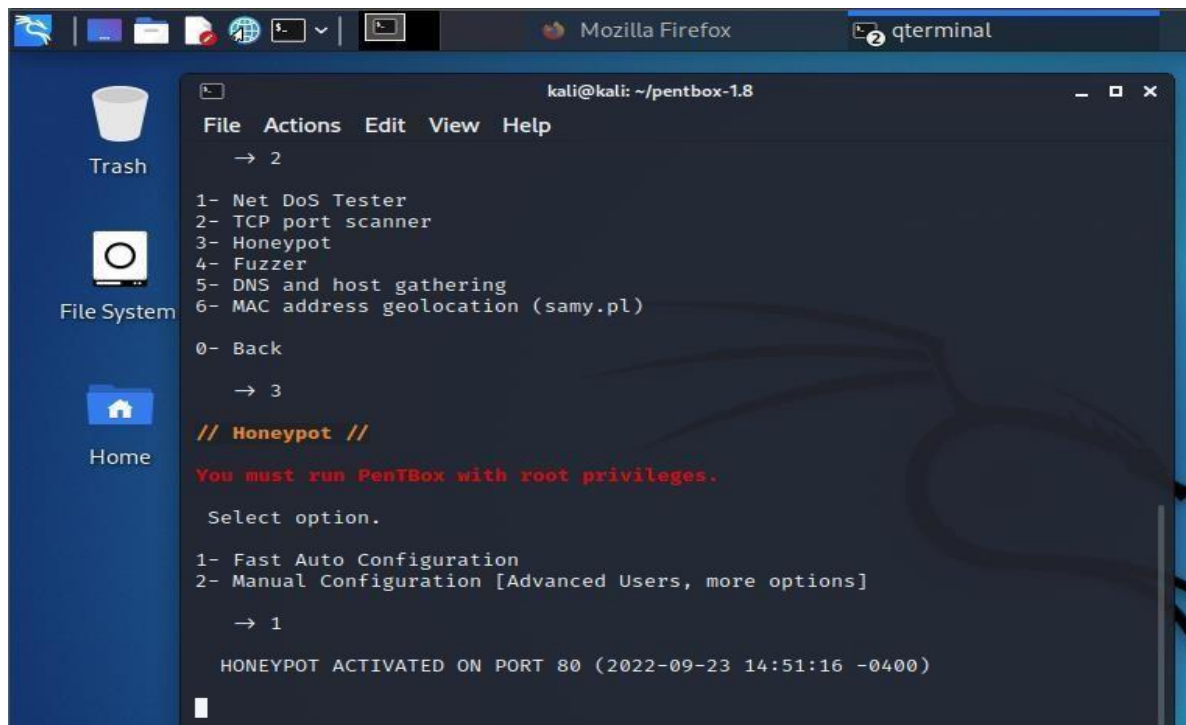 Mozilla Firefox
2 qterminal
kali@kali: ~/pentbox-1.8
File Actions Edit View Help
Trash
File System
Home
→ 2
1- Net DoS Tester
2- TCP port scanner
3- Honeypot
4- Fuzzer
5- DNS and host gathering
6- MAC address geolocation (samy.pl)
0- Back
→ 3
// Honeypot //
You must run PenTBox with root privileges.
Select option.
1- Fast Auto Configuration
2- Manual Configuration [Advanced Users, more options]
→ 1
HONEYPOT ACTIVATED ON PORT 80 (2022-09-23 14:51:16 -0400)